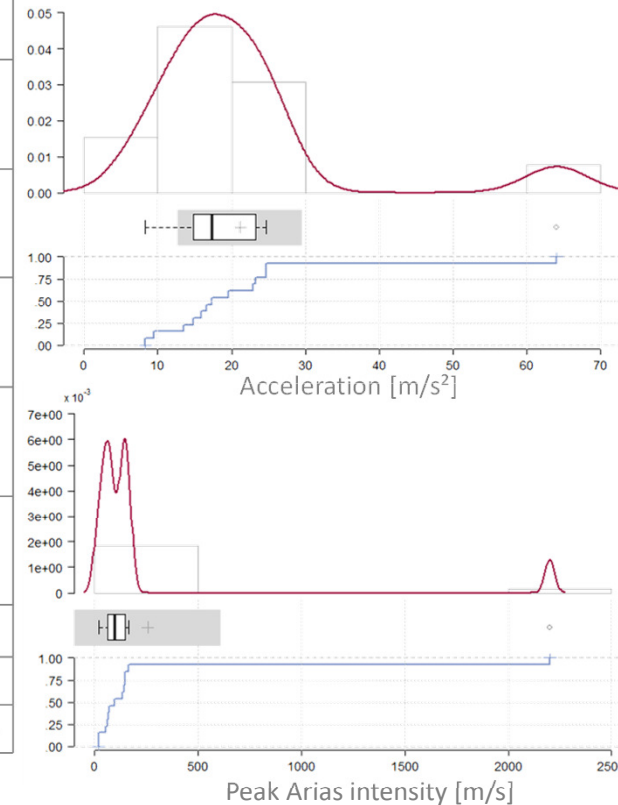 0.05
0.04
0.03
0.02
0.01
0.00
1.00
.75
.50
.25
.00
0 10 20 30 40 50 60 70
Acceleration [m/s²]
x 10⁻³
7e+00
6e+00
5e+00
4e+00
3e+00
2e+00
1e+00
0
1.00
.75
.50
.25
.00
0 500 1000 1500 2000 250
Peak Arias intensity [m/s]